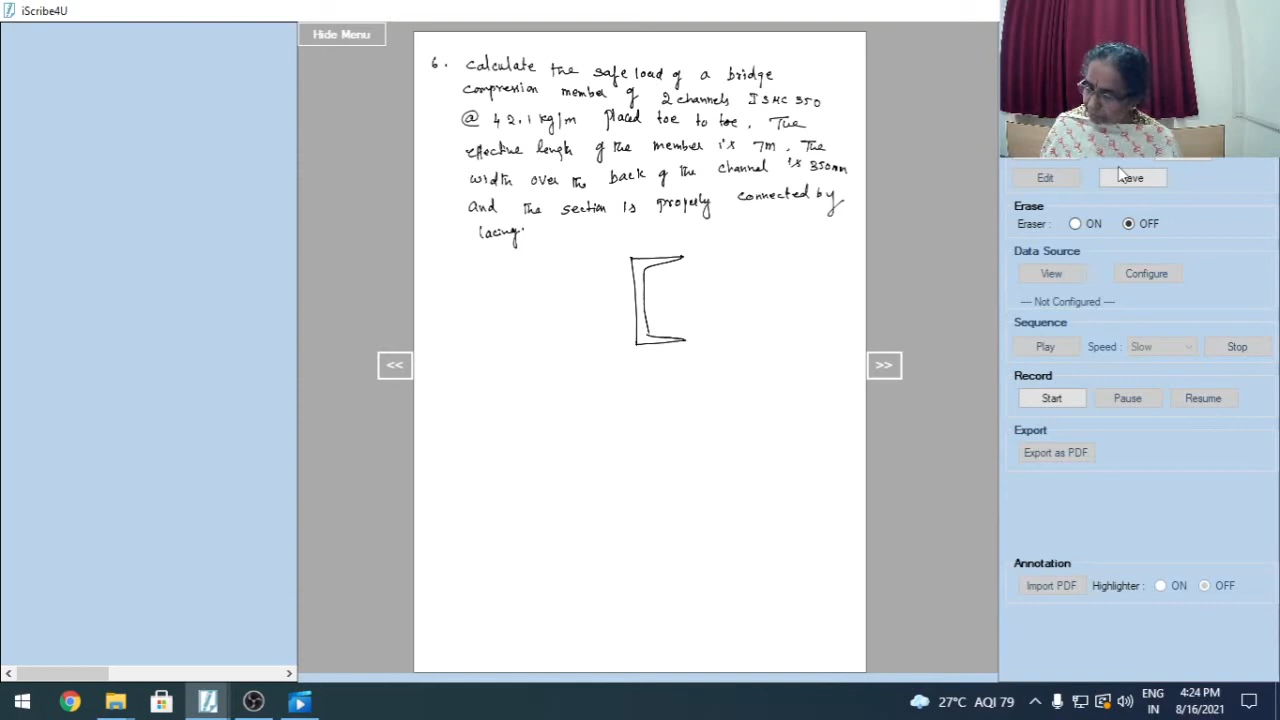 iScribe4U
Hide Menu
6. Calculate the safe load of a bridge
compression member of 2 channels ISMC 350
@ 42.1 kg/m placed toe to toe. The
effective length of the member is 7m. The
width over the back of the channel is 350mm
and the section is properly connected by
lacing.
<<
>>
Edit
Save
Erase
Eraser : ON OFF
Data Source
View Configure
--- Not Configured ---
Sequence
Play Speed : Slow Stop
Record
Start Pause Resume
Export
Export as PDF
Annotation
Import PDF Highlighter : ON OFF
27°C AQI 79
ENG
IN
4:24 PM
8/16/2021